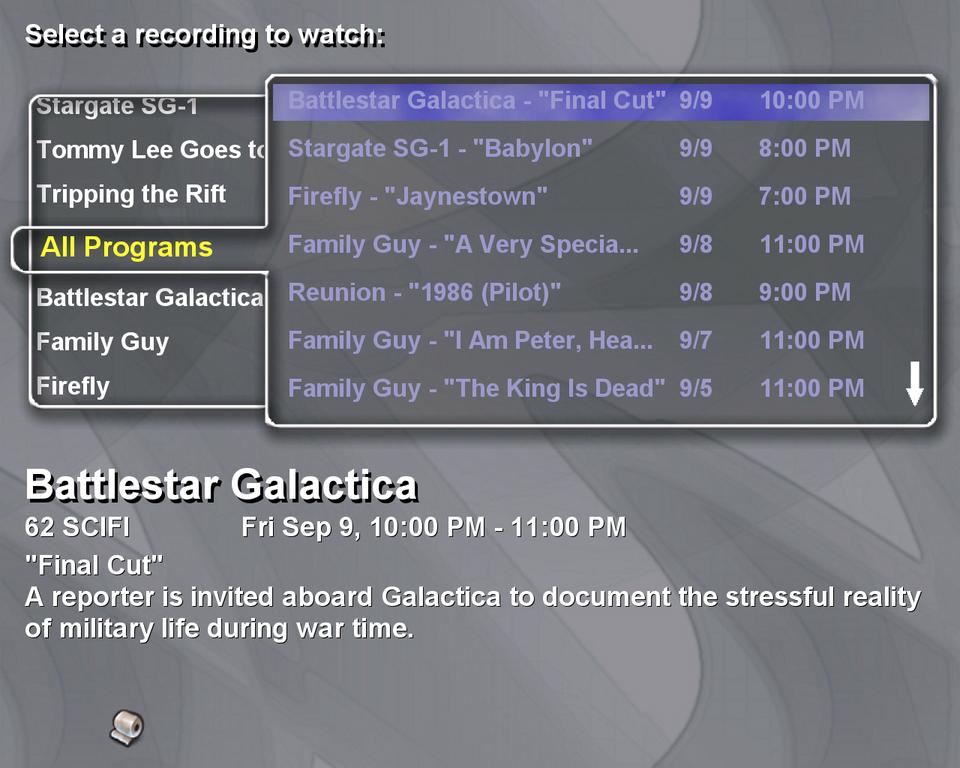 Select a recording to watch:
Stargate SG-1
Tommy Lee Goes to
Tripping the Rift
All Programs
Battlestar Galactica
Family Guy
Firefly
Battlestar Galactica - "Final Cut" 9/9 10:00 PM
Stargate SG-1 - "Babylon" 9/9 8:00 PM
Firefly - "Jaynestown" 9/9 7:00 PM
Family Guy - "A Very Specia... 9/8 11:00 PM
Reunion - "1986 (Pilot)" 9/8 9:00 PM
Family Guy - "I Am Peter, Hea... 9/7 11:00 PM
Family Guy - "The King Is Dead" 9/5 11:00 PM
Battlestar Galactica
62 SCIFI Fri Sep 9, 10:00 PM - 11:00 PM
"Final Cut"
A reporter is invited aboard Galactica to document the stressful reality
of military life during war time.